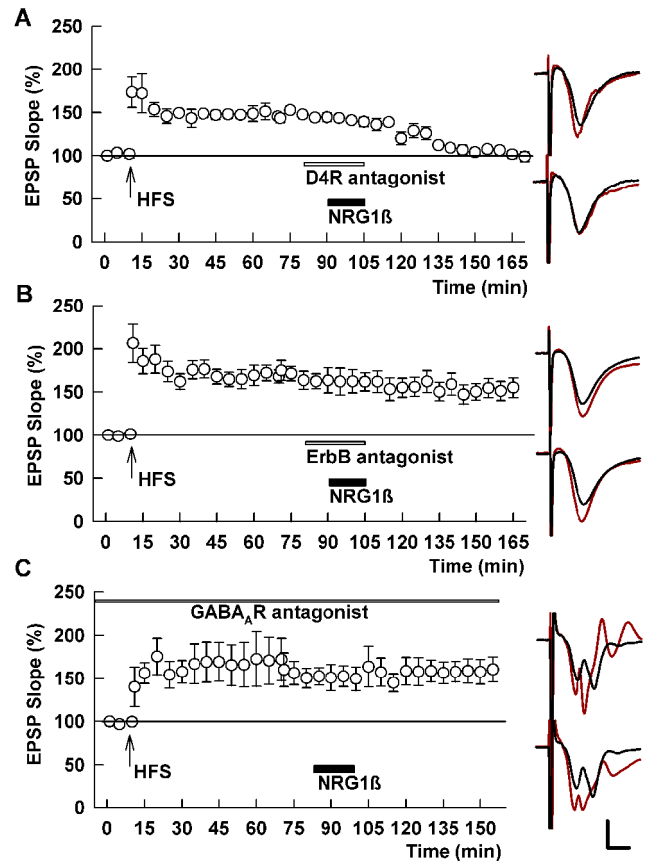 A
EPSP Slope (%)
250
200
150
100
50
0
HFS
D4R antagonist
NRG1ß
0 15 30 45 60 75 90 105 120 135 150 165
Time (min)
B
EPSP Slope (%)
250
200
150
100
50
0
HFS
ErbB antagonist
NRG1ß
0 15 30 45 60 75 90 105 120 135 150 165
Time (min)
C
EPSP Slope (%)
250
200
150
100
50
0
GABA_AR antagonist
HFS
NRG1ß
0 15 30 45 60 75 90 105 120 135 150
Time (min)